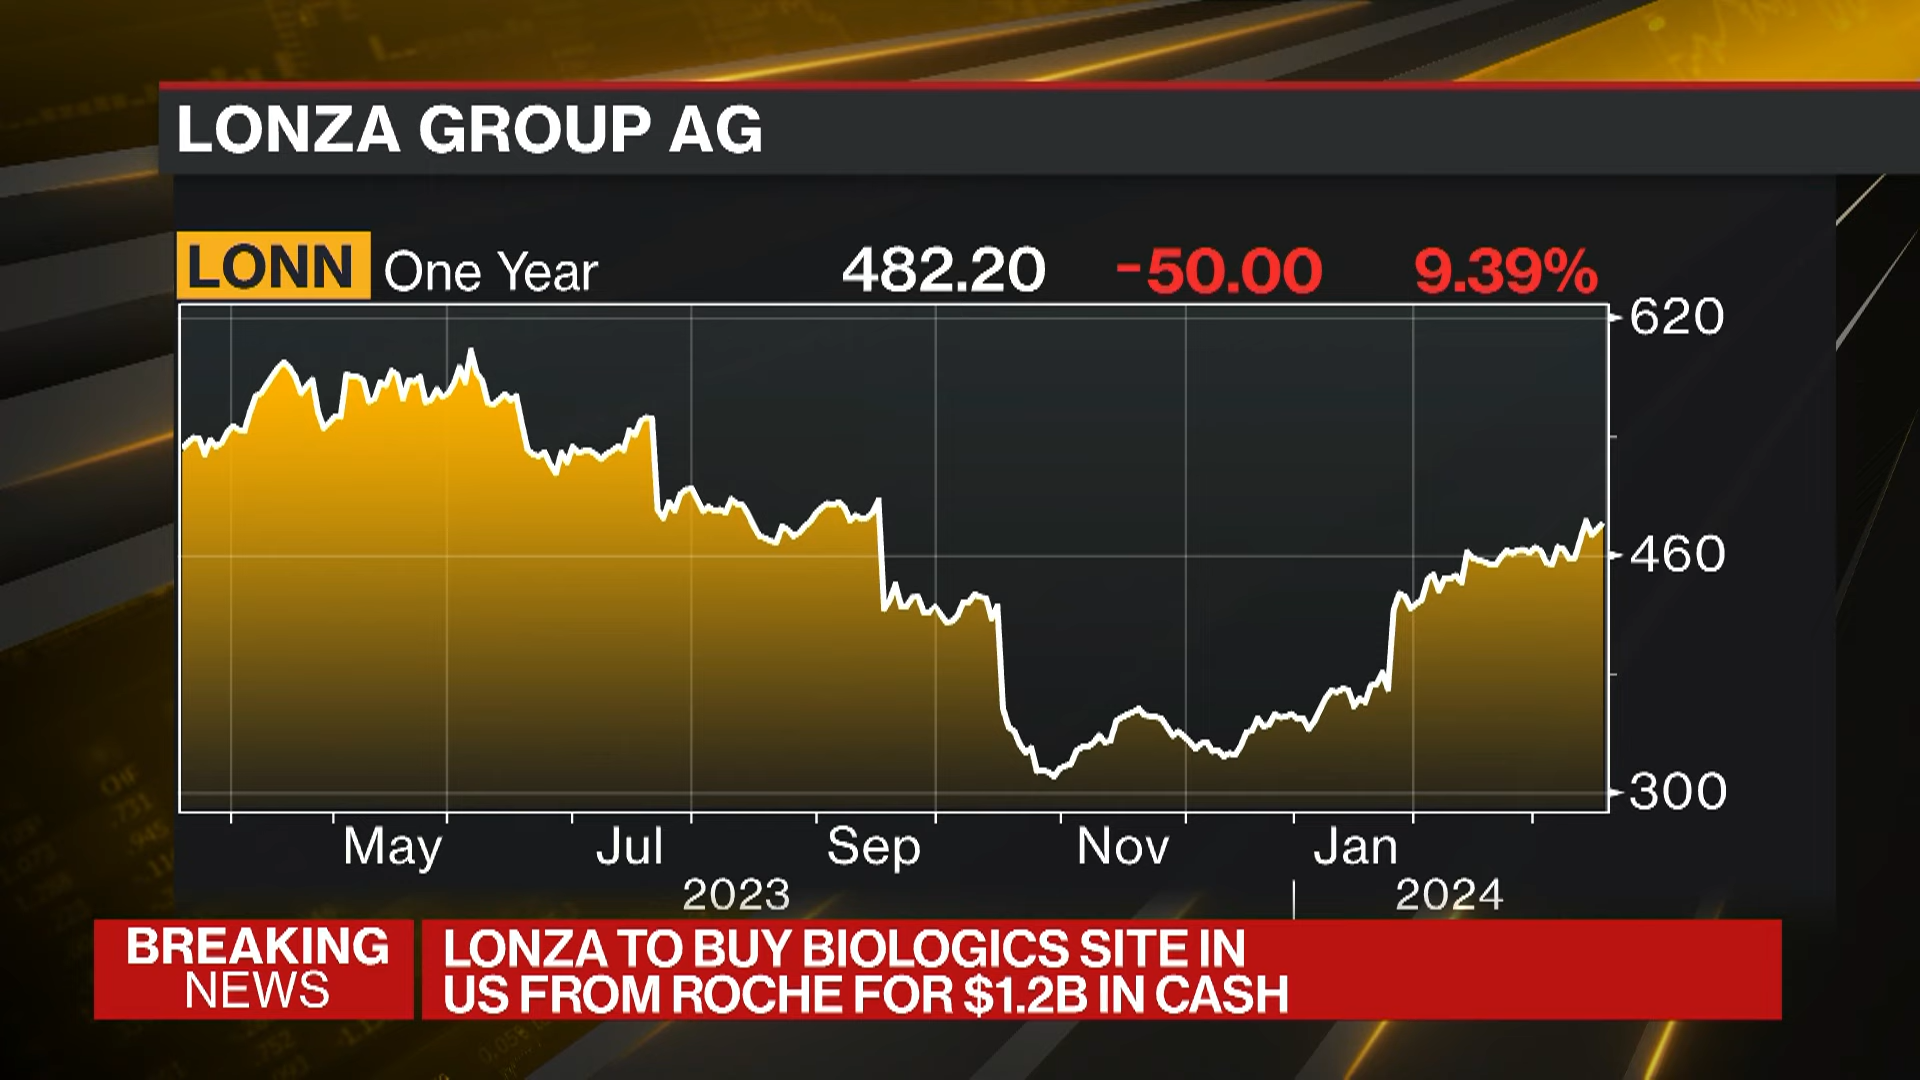 LONZA GROUP AG
LONN One Year 482.20 -50.00 9.39%
620
460
300
May Jul Sep Nov Jan
2023 2024
BREAKING
NEWS
LONZA TO BUY BIOLOGICS SITE IN
US FROM ROCHE FOR $1.2B IN CASH